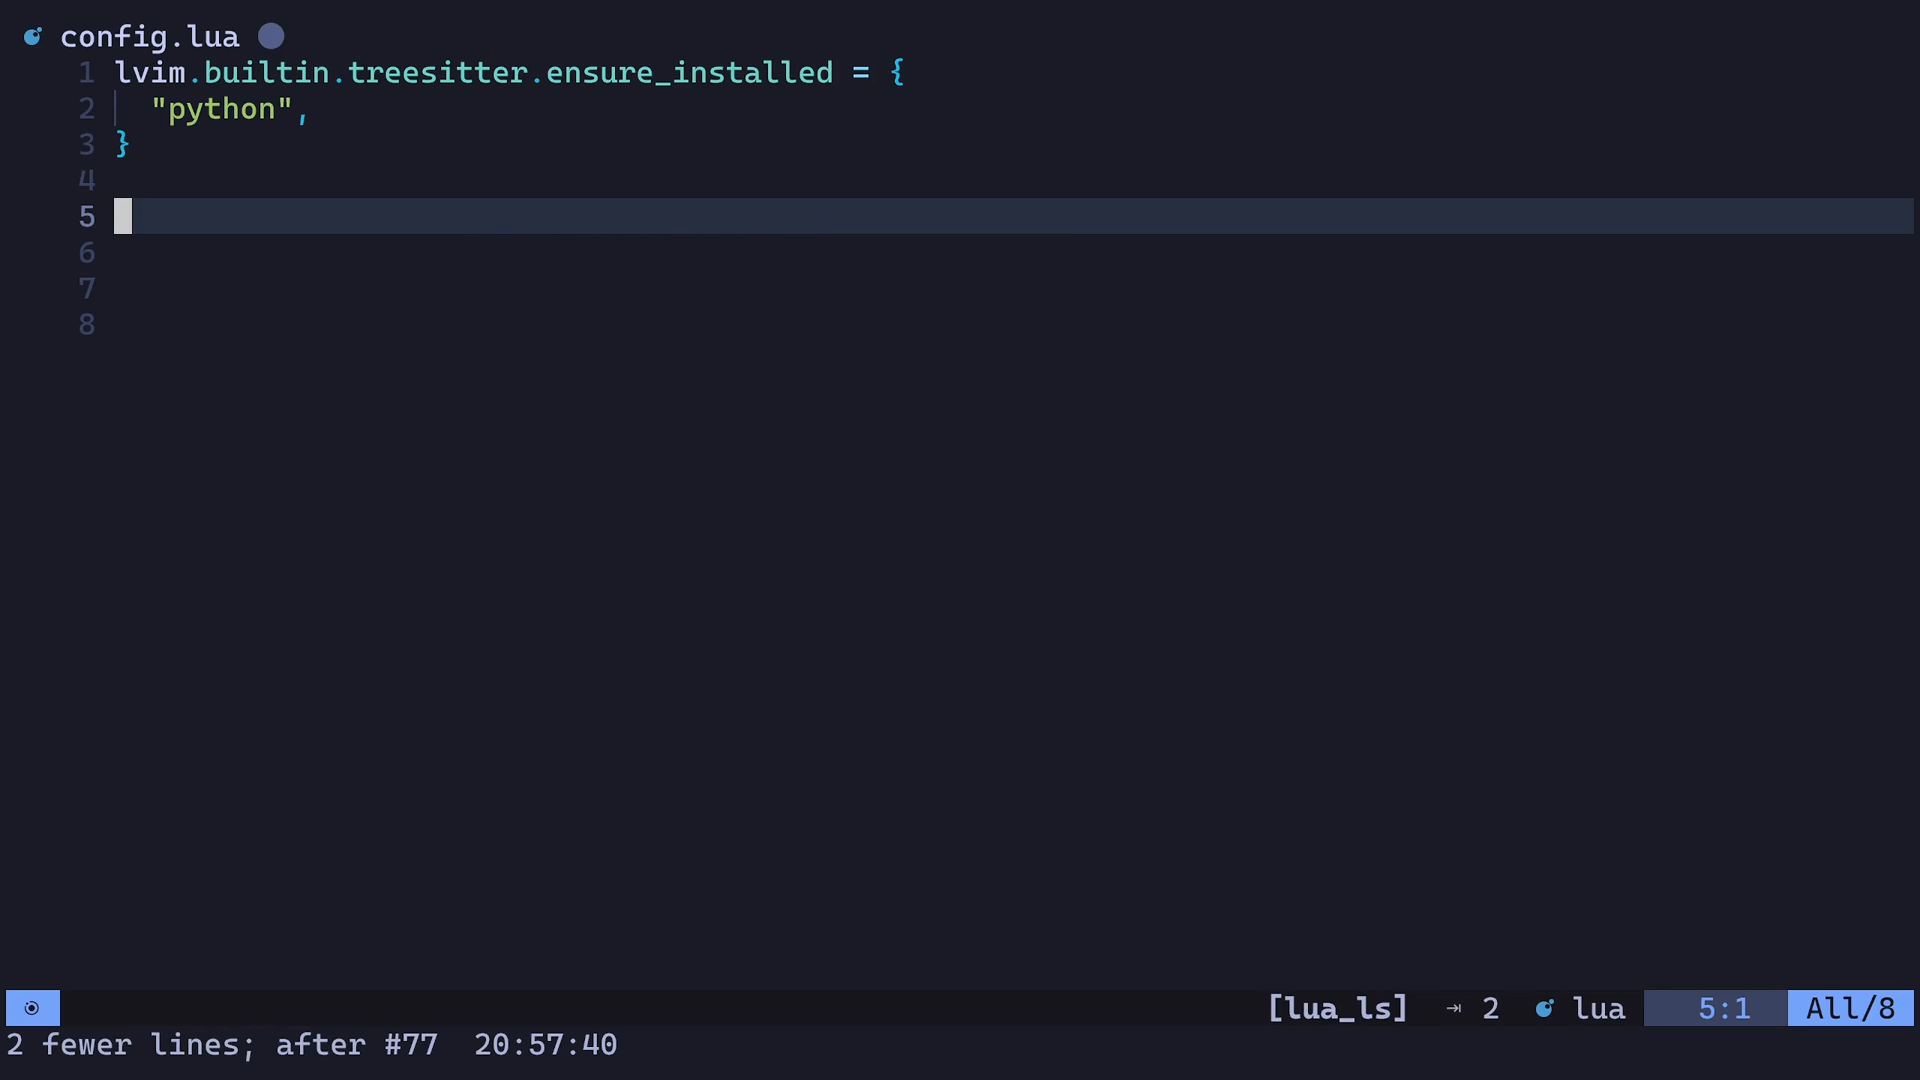 config.lua
1 lvim.builtin.treesitter.ensure_installed = {
2   "python",
3 }
4
5
6
7
8
[lua_ls] ⇥ 2 lua 5:1 All/8
2 fewer lines; after #77  20:57:40